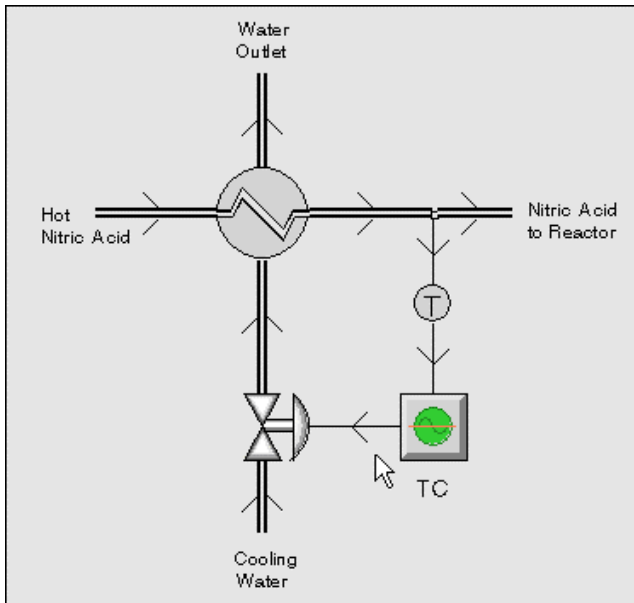 Water
Outlet
Hot
Nitric Acid
Nitric Acid
to Reactor
T
TC
Cooling
Water